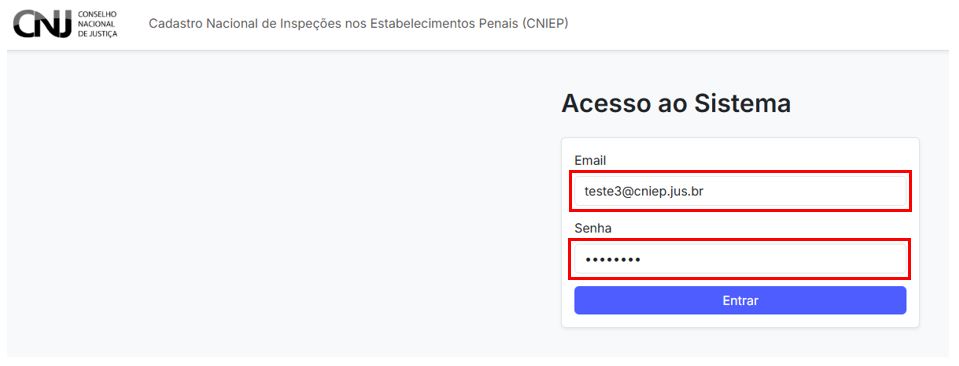 CNJ
CONSELHO
NACIONAL
DE JUSTIÇA
Cadastro Nacional de Inspeções nos Estabelecimentos Penais (CNIEP)
Acesso ao Sistema
Email
teste3@cniep.jus.br
Senha
••••••••
Entrar